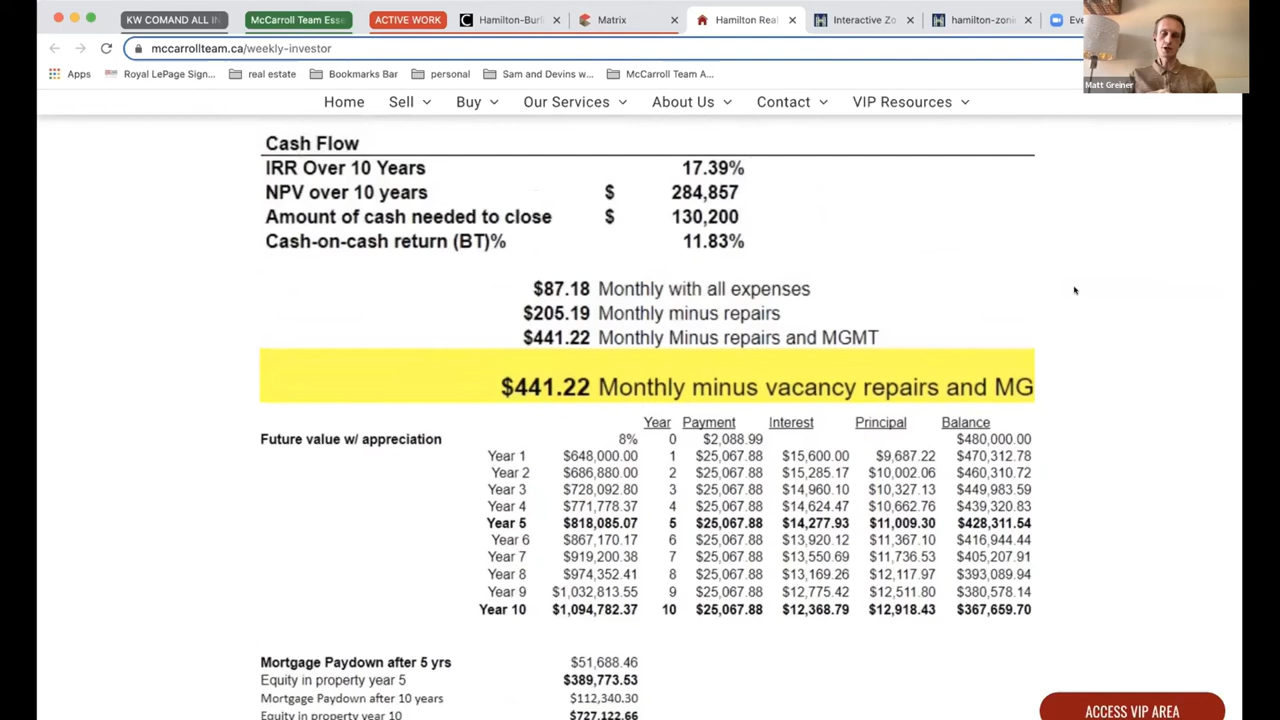 KW COMAND ALL IN
McCarroll Team Esse
ACTIVE WORK
Hamilton-Burl
Matrix
Hamilton Real
Interactive Zo
hamilton-zonin
Eve
mccarrollteam.ca/weekly-investor
Apps
Royal LePage Sign...
real estate
Bookmarks Bar
personal
Sam and Devins w...
McCarroll Team A...
Matt Greiner
Home Sell Buy Our Services About Us Contact VIP Resources
Cash Flow
IRR Over 10 Years 17.39%
NPV over 10 years $ 284,857
Amount of cash needed to close $ 130,200
Cash-on-cash return (BT)% 11.83%
$87.18 Monthly with all expenses
$205.19 Monthly minus repairs
$441.22 Monthly Minus repairs and MGMT
$441.22 Monthly minus vacancy repairs and MG
Year Payment Interest Principal Balance
Future value w/ appreciation 8% 0 $2,088.99 $480,000.00
Year 1 $648,000.00 1 $25,067.88 $15,600.00 $9,687.22 $470,312.78
Year 2 $686,880.00 2 $25,067.88 $15,285.17 $10,002.06 $460,310.72
Year 3 $728,092.80 3 $25,067.88 $14,960.10 $10,327.13 $449,983.59
Year 4 $771,778.37 4 $25,067.88 $14,624.47 $10,662.76 $439,320.83
Year 5 $818,085.07 5 $25,067.88 $14,277.93 $11,009.30 $428,311.54
Year 6 $867,170.17 6 $25,067.88 $13,920.12 $11,367.10 $416,944.44
Year 7 $919,200.38 7 $25,067.88 $13,550.69 $11,736.53 $405,207.91
Year 8 $974,352.41 8 $25,067.88 $13,169.26 $12,117.97 $393,089.94
Year 9 $1,032,813.55 9 $25,067.88 $12,775.42 $12,511.80 $380,578.14
Year 10 $1,094,782.37 10 $25,067.88 $12,368.79 $12,918.43 $367,659.70
Mortgage Paydown after 5 yrs $51,688.46
Equity in property year 5 $389,773.53
Mortgage Paydown after 10 years $112,340.30
Equity in property year 10 $727,122.66
ACCESS VIP AREA